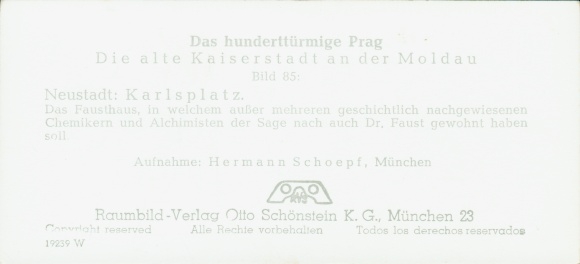 Das hunderttürmige Prag
Die alte Kaiserstadt an der Moldau
Bild 85:
Neustadt: Karlsplatz.
Das Fausthaus, in welchem außer mehreren geschichtlich nachgewiesenen
Chemikern und Alchimisten der Sage nach auch Dr. Faust gewohnt haben
soll.
Aufnahme: Hermann Schoepf, München
Raumbild-Verlag Otto Schönstein K. G., München 23
Copyright reserved Alle Rechte vorbehalten Todos los derechos reservados
19239 W